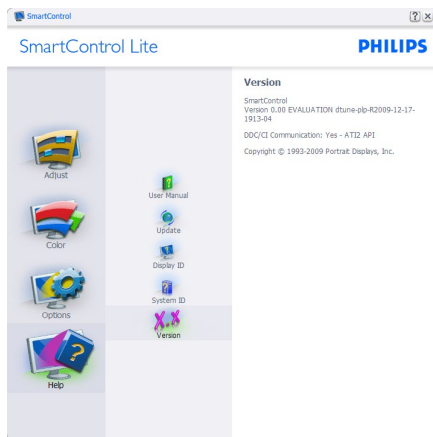 SmartControl
SmartControl Lite
PHILIPS
Adjust
Color
Options
Help
User Manual
Update
Display ID
System ID
X.X
Version
Version
SmartControl
Version 0.00 EVALUATION dtune-plp-R2009-12-17-
1913-04
DDC/CI Communication: Yes - ATI2 API
Copyright © 1993-2009 Portrait Displays, Inc.